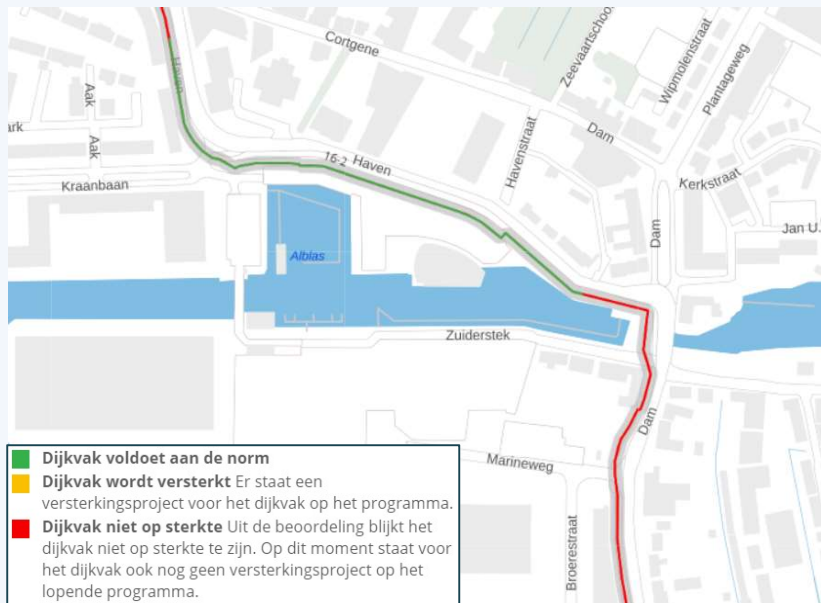 Cortgene
Zeevaartschool
Wipmolenstraat
Plantageweg
Haven
Aak
Aak
ark
Dam
Havenstraat
16-2 Haven
Kraanbaan
Kerkstraat
Dam
Jan U.
Alblas
Zuiderstek
Dam
Marineweg
Broerestraat
Dijkvak voldoet aan de norm
Dijkvak wordt versterkt Er staat een
versterkingsproject voor het dijkvak op het programma.
Dijkvak niet op sterkte Uit de beoordeling blijkt het
dijkvak niet op sterkte te zijn. Op dit moment staat voor
het dijkvak ook nog geen versterkingsproject op het
lopende programma.